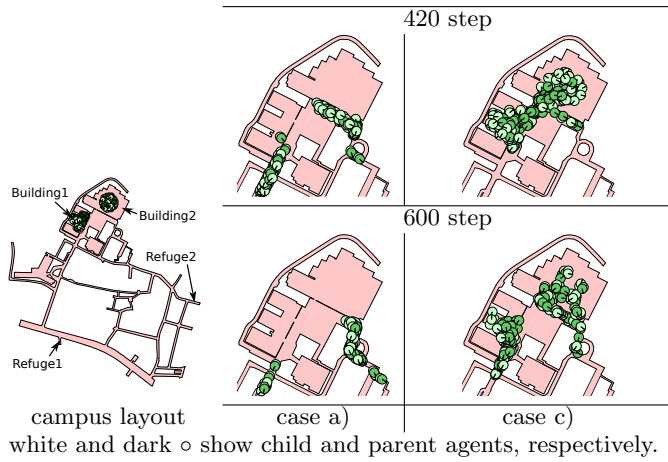 420 step
Building1
Building2
Refuge2
Refuge1
600 step
campus layout
case a)
case c)
white and dark ○ show child and parent agents, respectively.